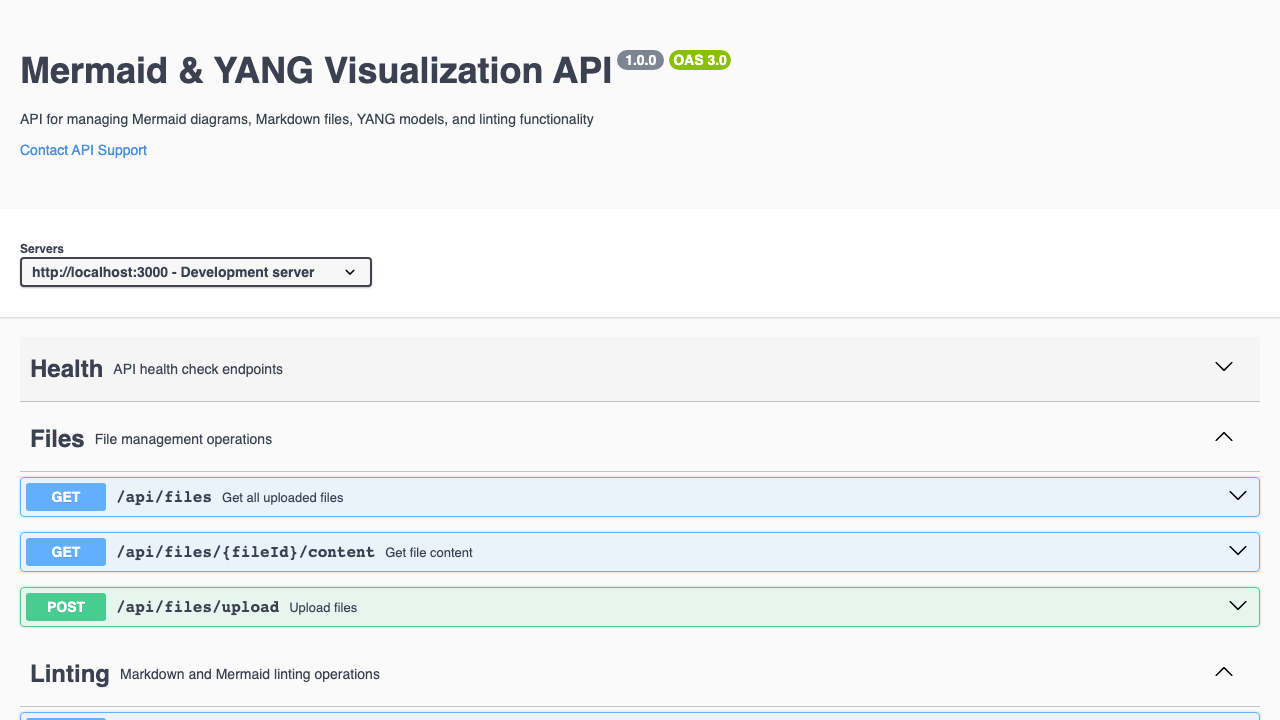 Mermaid & YANG Visualization API 1.0.0 OAS 3.0
API for managing Mermaid diagrams, Markdown files, YANG models, and linting functionality
Contact API Support
Servers
http://localhost:3000 - Development server
Health API health check endpoints
Files File management operations
GET /api/files Get all uploaded files
GET /api/files/{fileId}/content Get file content
POST /api/files/upload Upload files
Linting Markdown and Mermaid linting operations